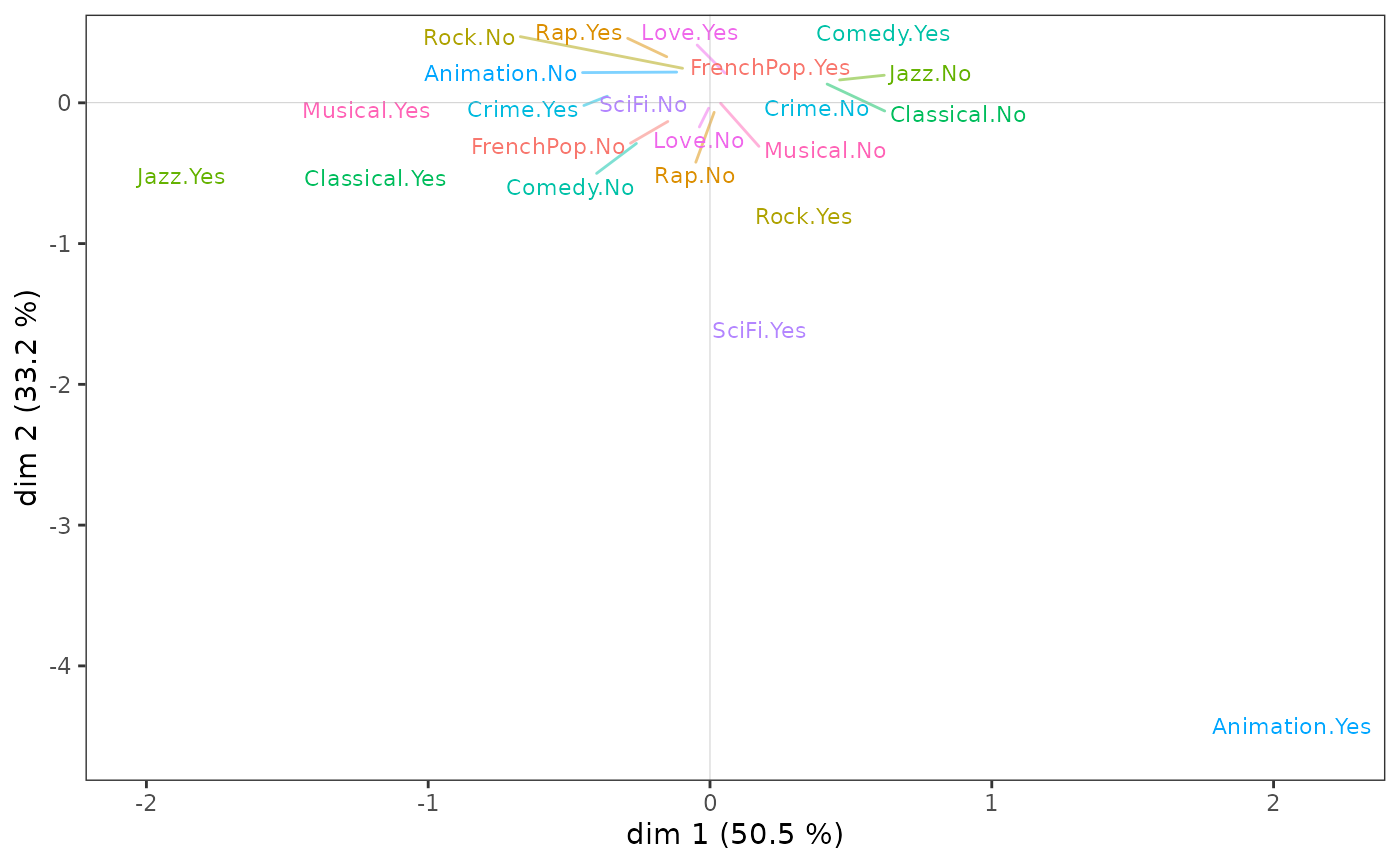 Rock.No
Rap.Yes
Love.Yes
Comedy.Yes
Animation.No
FrenchPop.Yes
Jazz.No
0
Musical.Yes
Crime.Yes
SciFi.No
Crime.No
Classical.No
FrenchPop.No
Love.No
Musical.No
Jazz.Yes
Classical.Yes
Comedy.No
Rap.No
Rock.Yes
-1
SciFi.Yes
-2
-3
-4
Animation.Yes
dim 2 (33.2 %)
-2
-1
0
1
2
dim 1 (50.5 %)